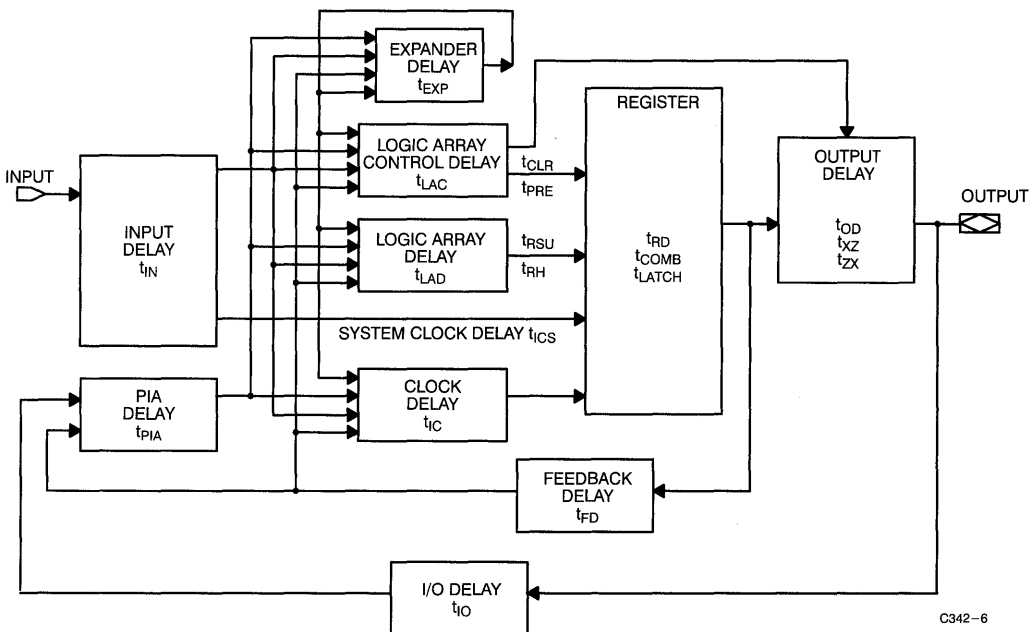 EXPANDER
DELAY
tEXP
REGISTER
LOGIC ARRAY
CONTROL DELAY
tLAC
tCLR
tPRE
OUTPUT
DELAY
tOD
tXZ
tZX
INPUT
OUTPUT
INPUT
DELAY
tIN
LOGIC ARRAY
DELAY
tLAD
tRSU
tRH
tRD
tCOMB
tLATCH
SYSTEM CLOCK DELAY tICS
PIA
DELAY
tPIA
CLOCK
DELAY
tIC
FEEDBACK
DELAY
tFD
I/O DELAY
tIO
C342–6